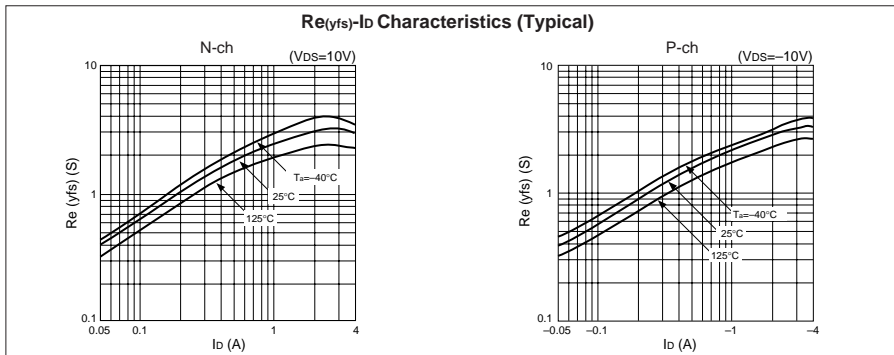 Re(yfs)-ID Characteristics (Typical)
N-ch
(VDS=10V)
10
1
0.1
Re (yfs) (S)
Ta=–40°C
25°C
125°C
0.05
0.1
1
4
ID (A)
P-ch
(VDS=–10V)
10
1
0.1
Re (yfs) (S)
Ta=–40°C
25°C
125°C
–0.05
–0.1
–1
–4
ID (A)